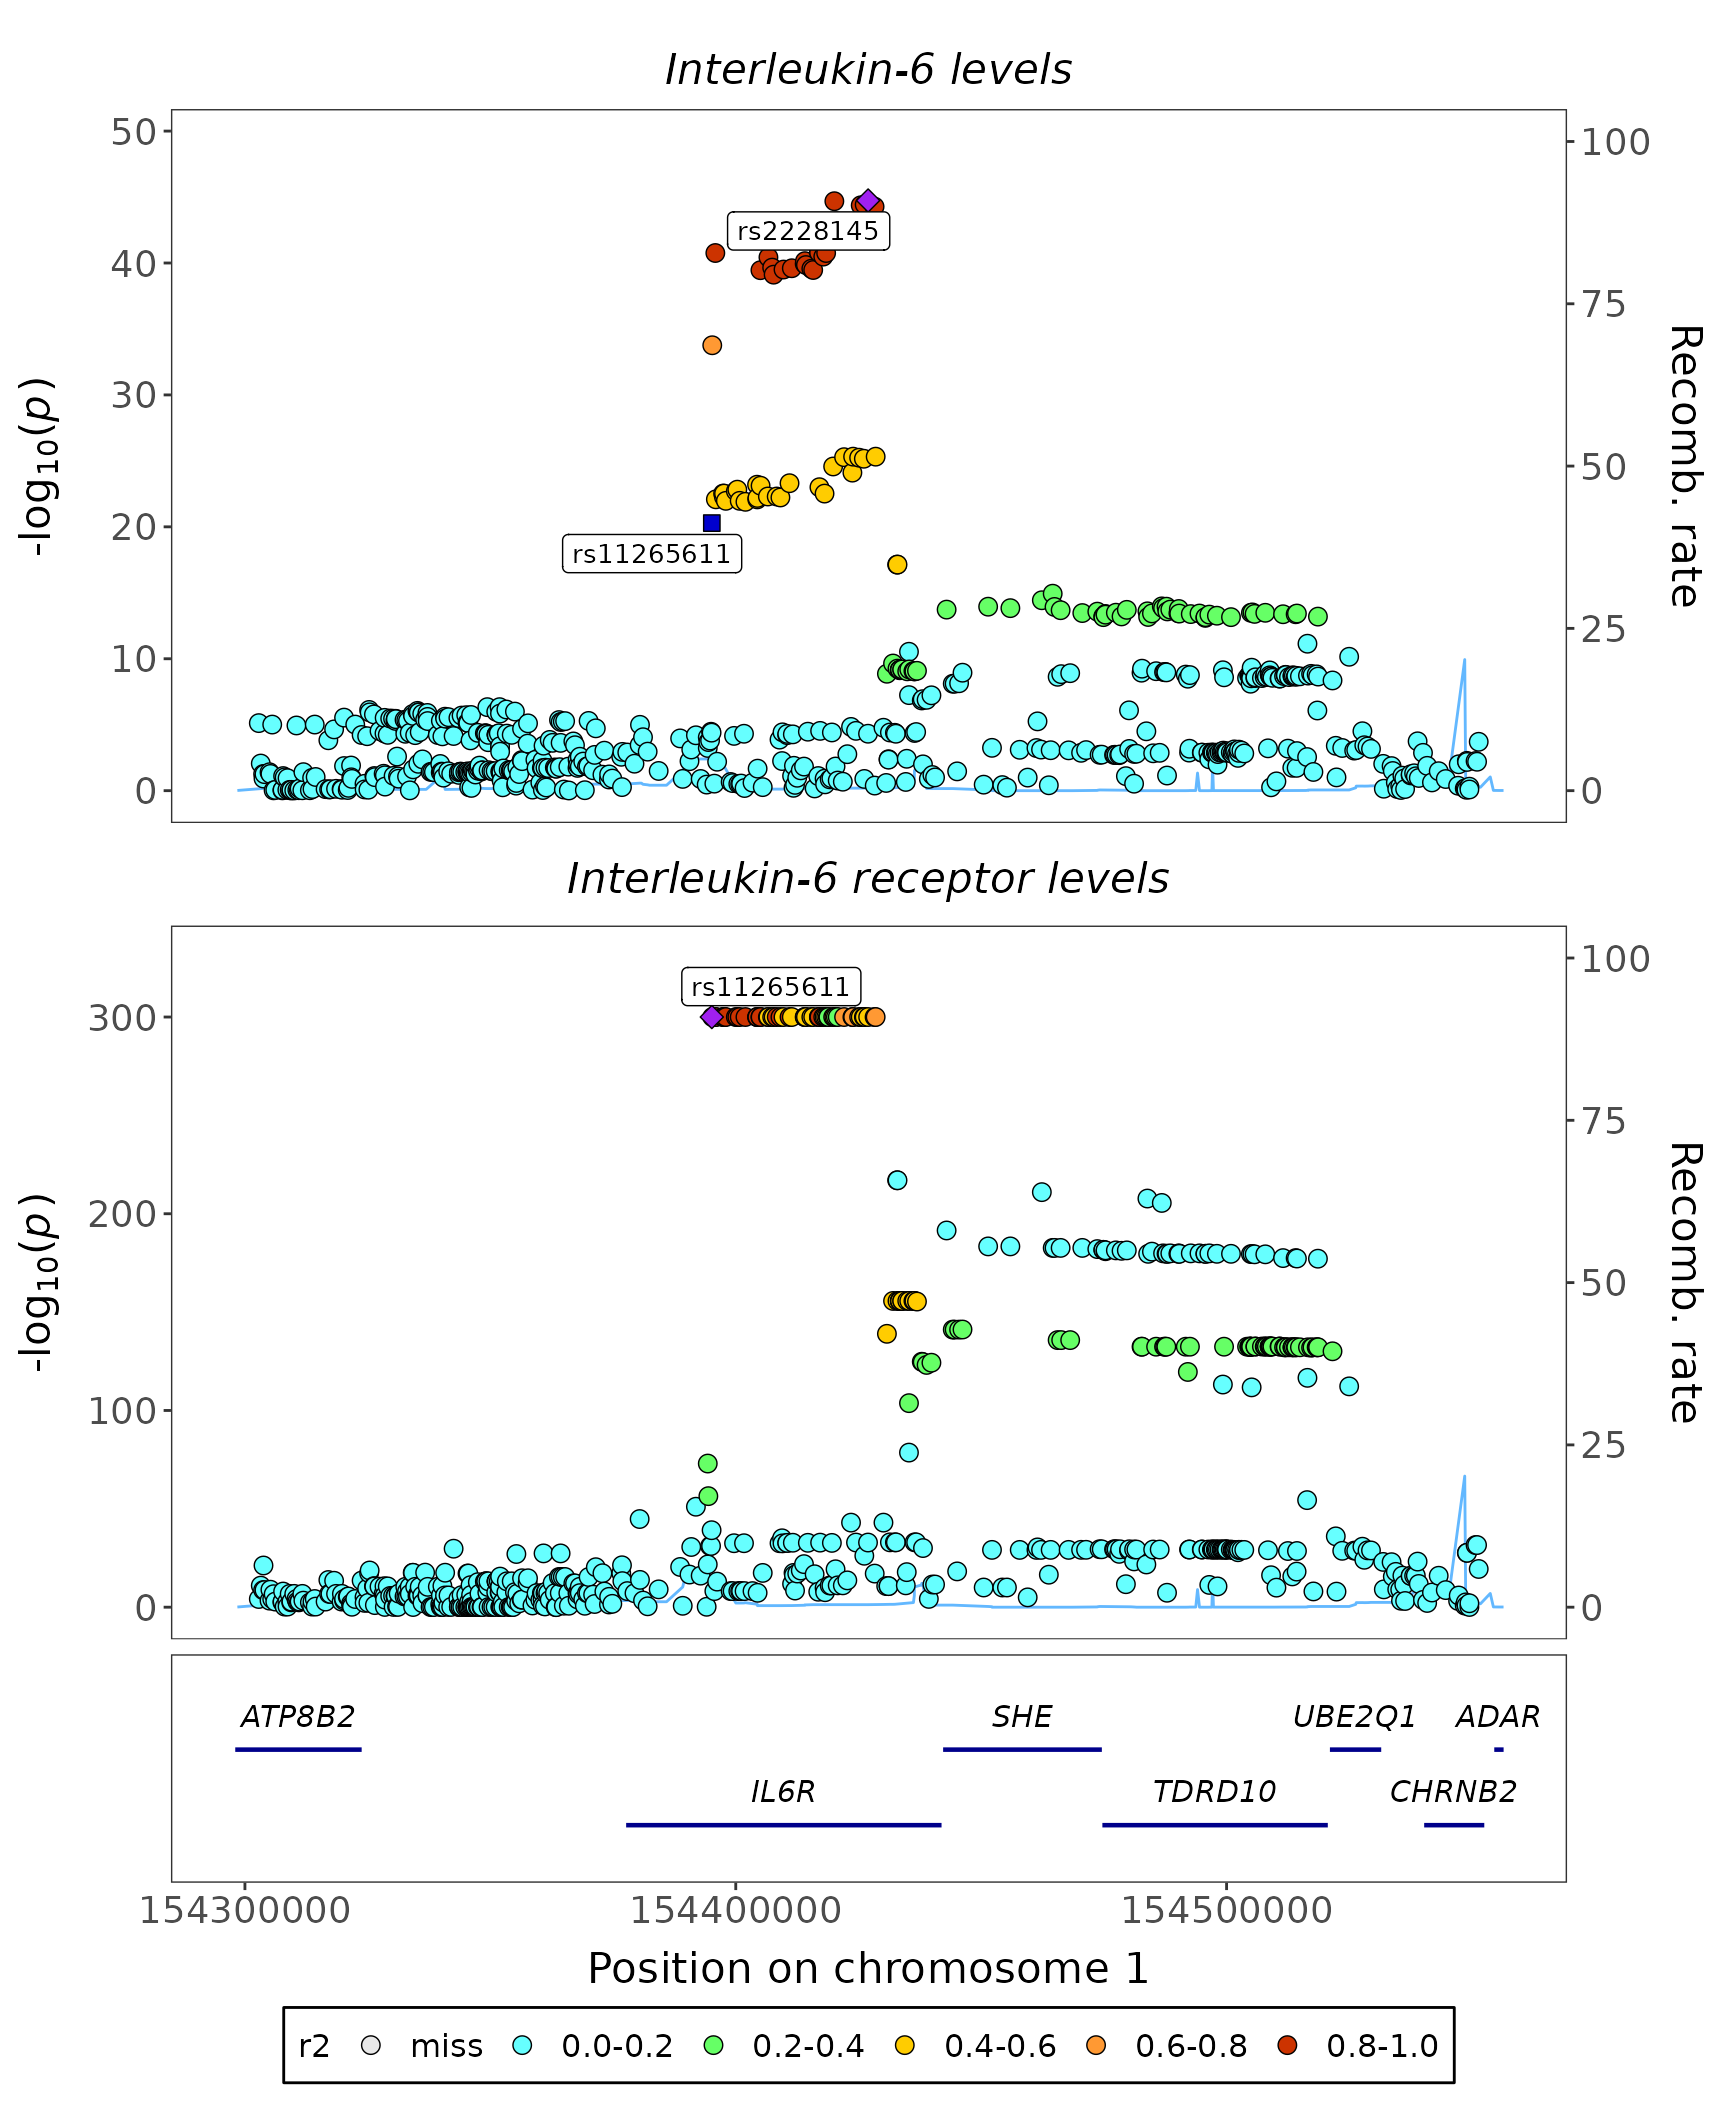 Interleukin-6 levels
50
40
30
20
10
0
-log10(p)
100
75
50
25
0
Recomb. rate
rs2228145
rs11265611
Interleukin-6 receptor levels
300
200
100
0
-log10(p)
100
75
50
25
0
Recomb. rate
rs11265611
ATP8B2 SHE UBE2Q1 ADAR
IL6R TDRD10 CHRNB2
154300000 154400000 154500000
Position on chromosome 1
r2 miss 0.0-0.2 0.2-0.4 0.4-0.6 0.6-0.8 0.8-1.0